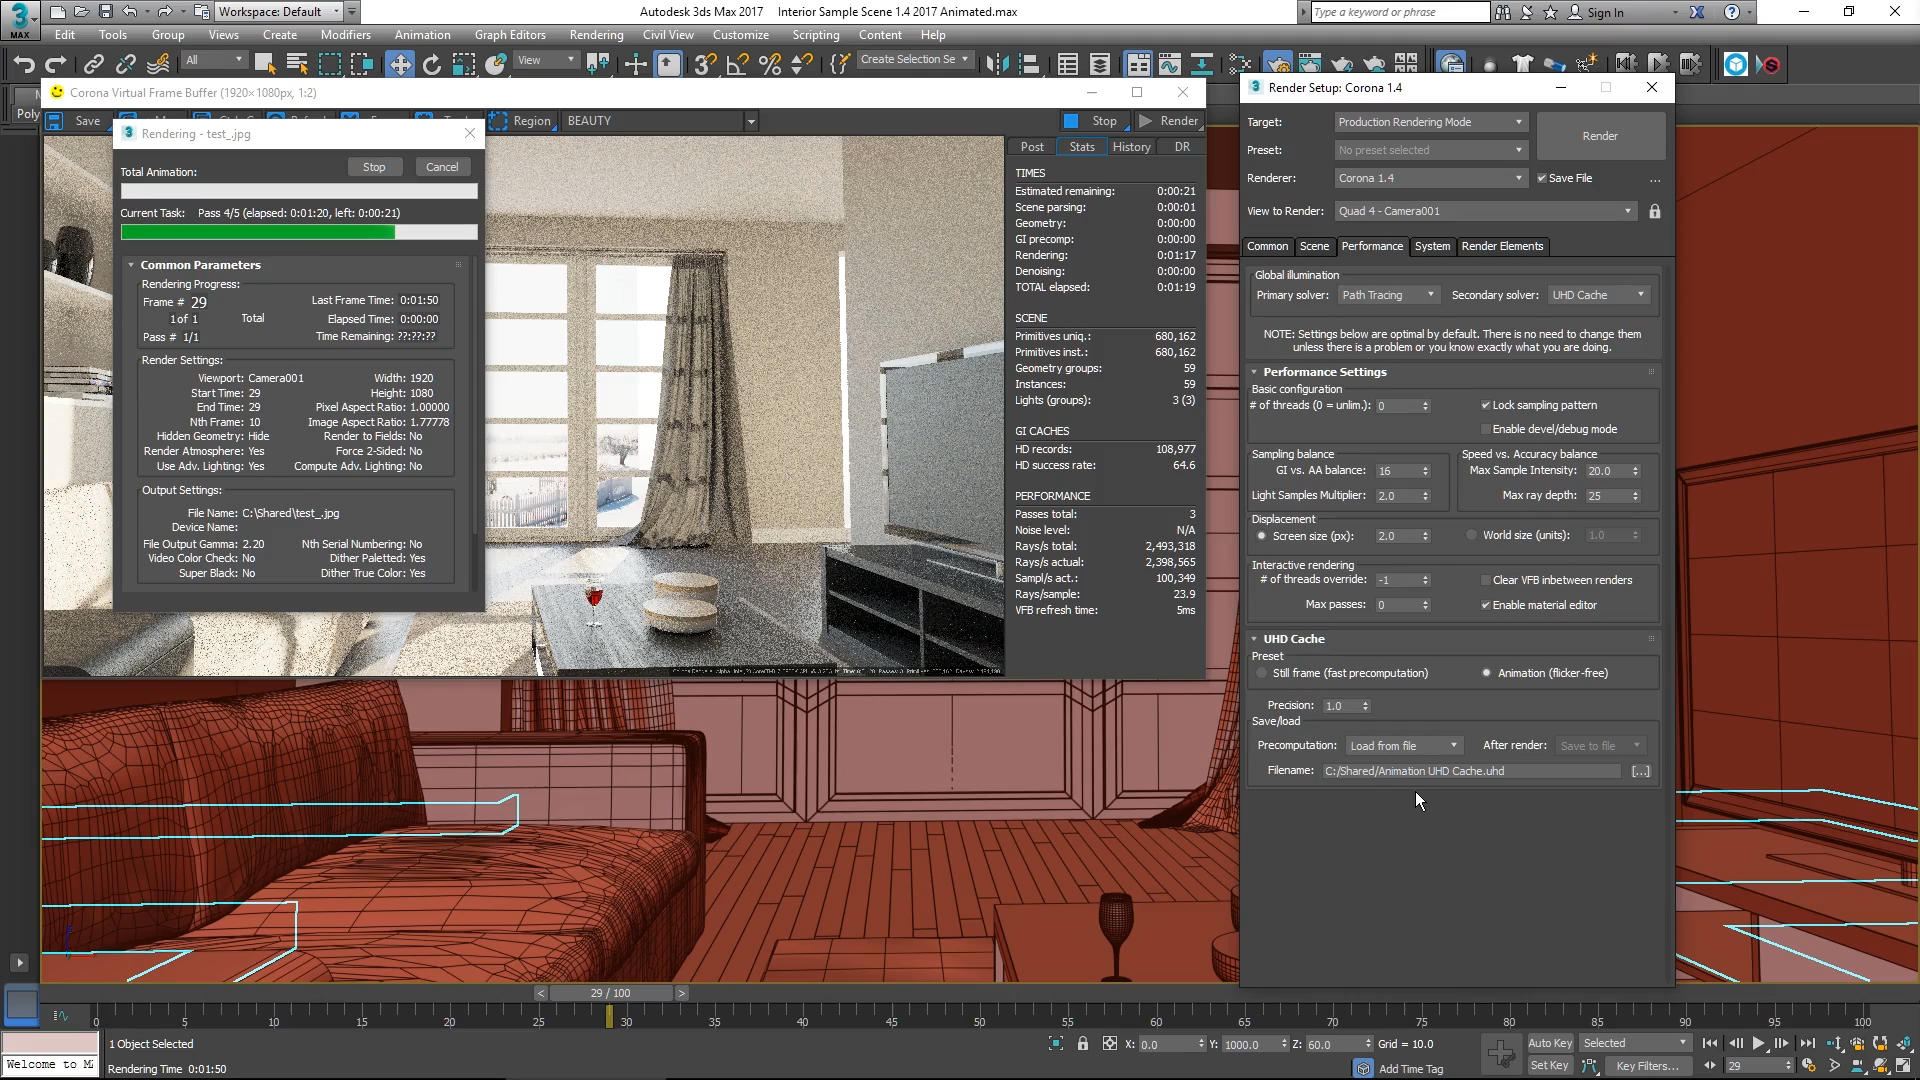 MAX
Workspace: Default
Autodesk 3ds Max 2017    Interior Sample Scene 1.4 2017 Animated.max
Type a keyword or phrase
Sign In
Edit Tools Group Views Create Modifiers Animation Graph Editors Rendering Civil View Customize Scripting Content Help
All
View
Create Selection Se
Poly
Corona Virtual Frame Buffer (1920×1080px, 1:2)
Save
Region
BEAUTY
Stop
Render
Rendering - test_.jpg
Total Animation:
Stop
Cancel
Current Task: Pass 4/5 (elapsed: 0:01:20, left: 0:00:21)
Common Parameters
Rendering Progress:
Frame # 29
Last Frame Time: 0:01:50
1 of 1
Total
Elapsed Time: 0:00:00
Pass # 1/1
Time Remaining: ??:??:??
Render Settings:
Viewport: Camera001
Width: 1920
Start Time: 29
Height: 1080
End Time: 29
Pixel Aspect Ratio: 1.00000
Nth Frame: 10
Image Aspect Ratio: 1.77778
Hidden Geometry: Hide
Render to Fields: No
Render Atmosphere: Yes
Force 2-Sided: No
Use Adv. Lighting: Yes
Compute Adv. Lighting: No
Output Settings:
File Name: C:\Shared\test_.jpg
Device Name:
File Output Gamma: 2.20
Nth Serial Numbering: No
Video Color Check: No
Dither Paletted: Yes
Super Black: No
Dither True Color: Yes
Post Stats History DR
TIMES
Estimated remaining: 0:00:21
Scene parsing: 0:00:01
Geometry: 0:00:00
GI precomp: 0:00:00
Rendering: 0:01:17
Denoising: 0:00:00
TOTAL elapsed: 0:01:19
SCENE
Primitives uniq.: 680,162
Primitives inst.: 680,162
Geometry groups: 59
Instances: 59
Lights (groups): 3 (3)
GI CACHES
HD records: 108,977
HD success rate: 64.6
PERFORMANCE
Passes total: 3
Noise level: N/A
Rays/s total: 2,493,318
Rays/s actual: 2,398,565
Sampl/s act.: 100,349
Rays/sample: 23.9
VFB refresh time: 5ms
Render Setup: Corona 1.4
Target: Production Rendering Mode
Render
Preset: No preset selected
Renderer: Corona 1.4
Save File
...
View to Render: Quad 4 - Camera001
Common Scene Performance System Render Elements
Global illumination
Primary solver: Path Tracing
Secondary solver: UHD Cache
NOTE: Settings below are optimal by default. There is no need to change them
unless there is a problem or you know exactly what you are doing.
Performance Settings
Basic configuration
# of threads (0 = unlim.): 0
Lock sampling pattern
Enable devel/debug mode
Sampling balance
Speed vs. Accuracy balance
GI vs. AA balance: 16
Max Sample Intensity: 20.0
Light Samples Multiplier: 2.0
Max ray depth: 25
Displacement
Screen size (px): 2.0
World size (units): 1.0
Interactive rendering
# of threads override: -1
Clear VFB inbetween renders
Max passes: 0
Enable material editor
UHD Cache
Preset
Still frame (fast precomputation)
Animation (flicker-free)
Precision: 1.0
Save/load
Precomputation: Load from file
After render: Save to file
Filename: C:/Shared/Animation UHD Cache.uhd
[...]
< 29 / 100 >
0 5 10 15 20 25 30 35 40 45 50 55 60 65 70 75 80 85 90 95 100
1 Object Selected
X: 0.0 Y: 1000.0 Z: 60.0 Grid = 10.0
Auto Key
Selected
Welcome to M
Rendering Time 0:01:50
Add Time Tag
Set Key
Key Filters...
29